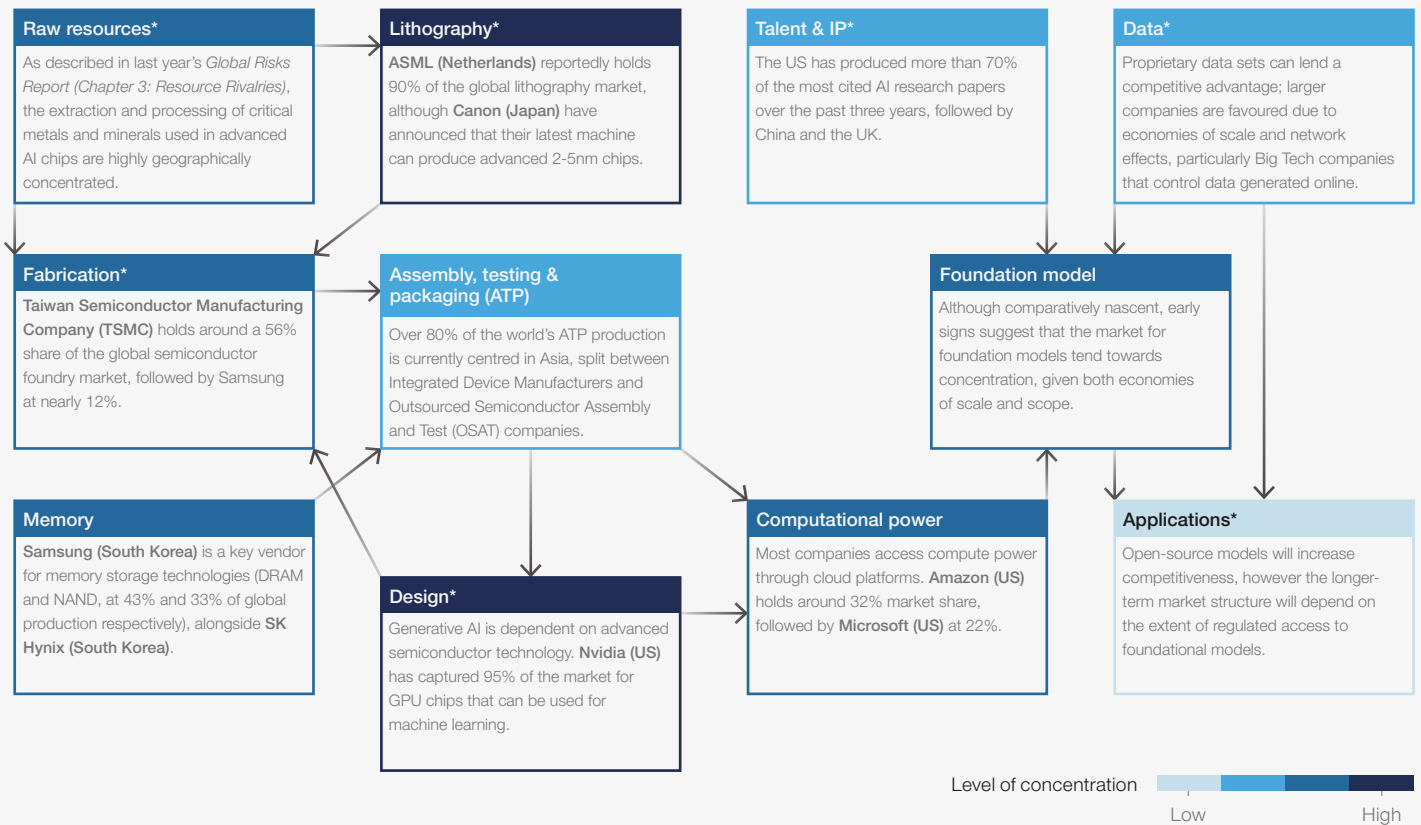 Raw resources*
As described in last year's Global Risks
Report (Chapter 3: Resource Rivalries),
the extraction and processing of critical
metals and minerals used in advanced
AI chips are highly geographically
concentrated.
Lithography*
ASML (Netherlands) reportedly holds
90% of the global lithography market,
although Canon (Japan) have
announced that their latest machine
can produce advanced 2-5nm chips.
Talent & IP*
The US has produced more than 70%
of the most cited AI research papers
over the past three years, followed by
China and the UK.
Data*
Proprietary data sets can lend a
competitive advantage; larger
companies are favoured due to
economies of scale and network
effects, particularly Big Tech companies
that control data generated online.
Fabrication*
Taiwan Semiconductor Manufacturing
Company (TSMC) holds around a 56%
share of the global semiconductor
foundry market, followed by Samsung
at nearly 12%.
Assembly, testing &
packaging (ATP)
Over 80% of the world's ATP production
is currently centred in Asia, split between
Integrated Device Manufacturers and
Outsourced Semiconductor Assembly
and Test (OSAT) companies.
Foundation model
Although comparatively nascent, early
signs suggest that the market for
foundation models tend towards
concentration, given both economies
of scale and scope.
Memory
Samsung (South Korea) is a key vendor
for memory storage technologies (DRAM
and NAND, at 43% and 33% of global
production respectively), alongside SK
Hynix (South Korea).
Design*
Generative AI is dependent on advanced
semiconductor technology. Nvidia (US)
has captured 95% of the market for
GPU chips that can be used for
machine learning.
Computational power
Most companies access compute power
through cloud platforms. Amazon (US)
holds around 32% market share,
followed by Microsoft (US) at 22%.
Applications*
Open-source models will increase
competitiveness, however the longer-
term market structure will depend on
the extent of regulated access to
foundational models.
Level of concentration
Low
High